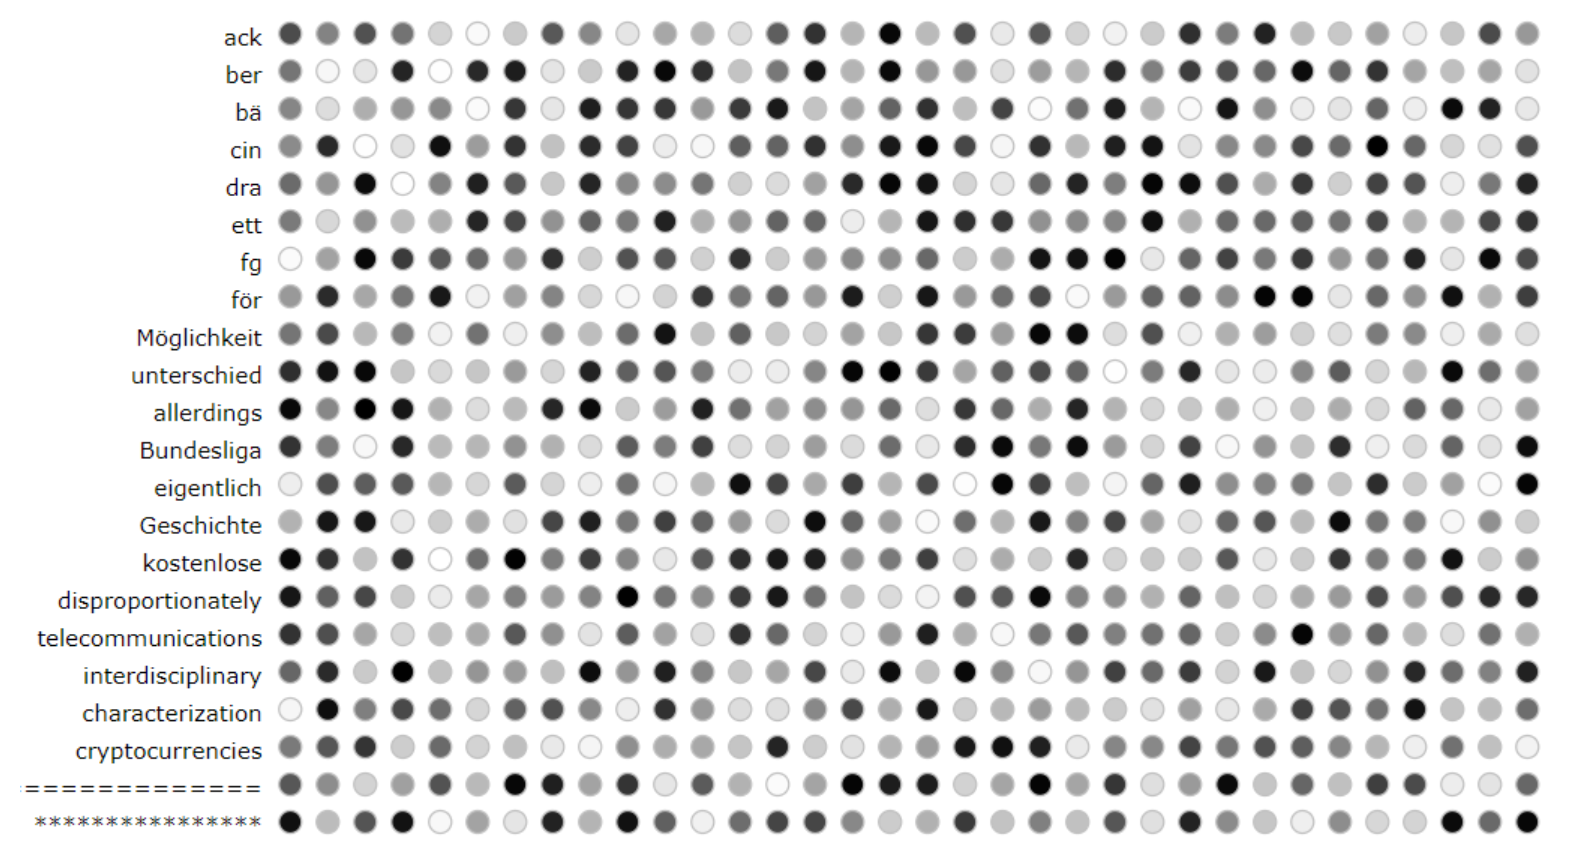 ack
ber
bä
cin
dra
ett
fg
för
Möglichkeit
unterschied
allerdings
Bundesliga
eigentlich
Geschichte
kostenlose
disproportionately
telecommunications
interdisciplinary
characterization
cryptocurrencies
=============
****************